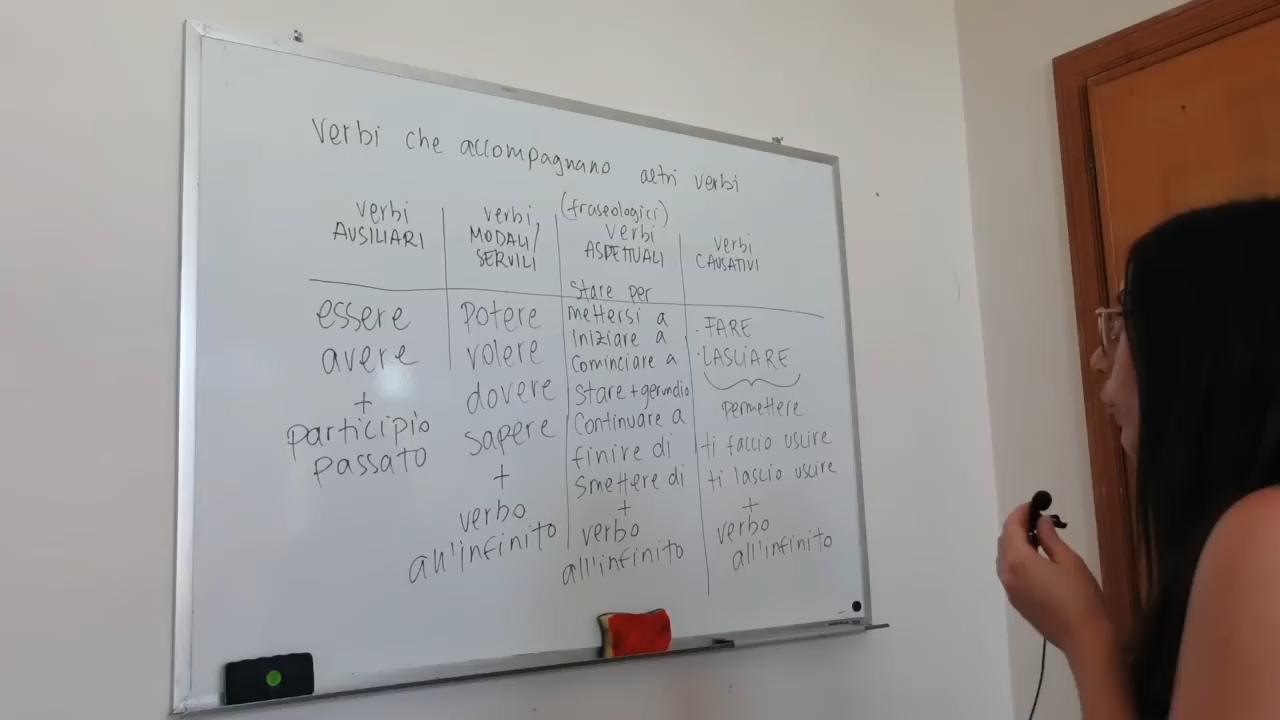 verbi che accompagnano altri verbi
verbi
AUSILIARI
essere
avere
+
participio
passato
verbi
MODALI/
SERVILI
potere
volere
dovere
sapere
+
verbo
all'infinito
(fraseologici)
verbi
ASPETTUALI
stare per
mettersi a
iniziare a
cominciare a
stare + gerundio
continuare a
finire di
smettere di
+
verbo
all'infinito
verbi
CAUSATIVI
· FARE
· LASCIARE
permettere
ti faccio uscire
ti lascio uscire
+
verbo
all'infinito